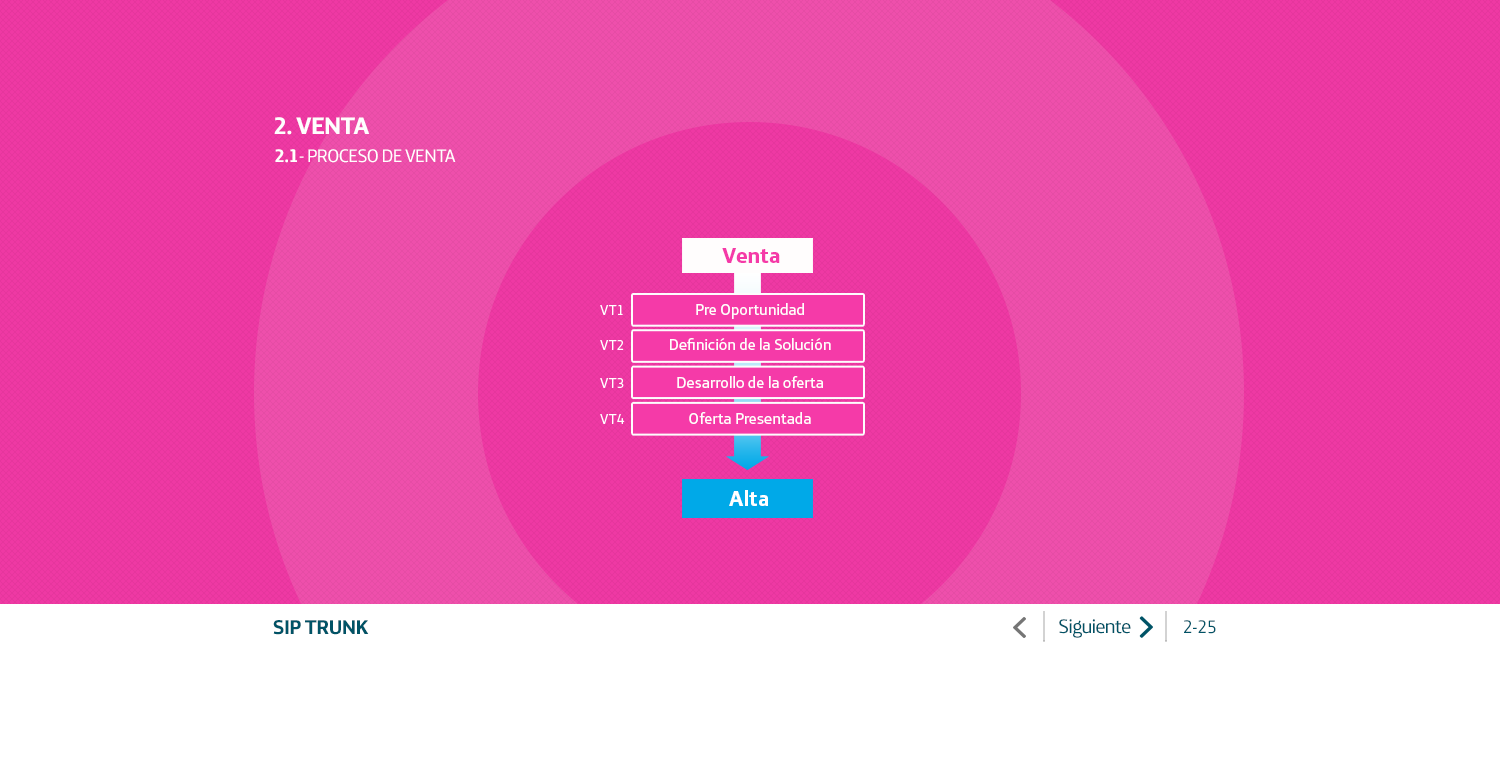 2. VENTA
2.1- PROCESO DE VENTA
Venta
VT1 Pre Oportunidad
VT2 Definición de la Solución
VT3 Desarrollo de la oferta
VT4 Oferta Presentada
Alta
SIP TRUNK
Siguiente
2-25